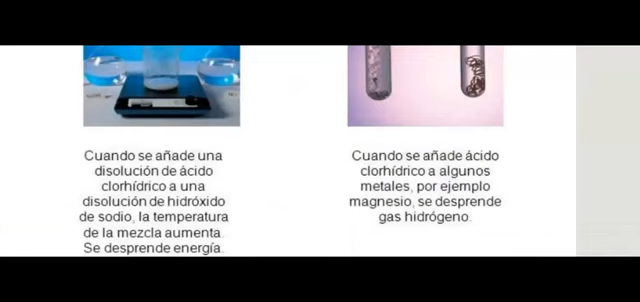 Cuando se añade una
disolución de ácido
clorhídrico a una
disolución de hidróxido
de sodio, la temperatura
de la mezcla aumenta.
Se desprende energía.
Cuando se añade ácido
clorhídrico a algunos
metales, por ejemplo
magnesio, se desprende
gas hidrógeno.